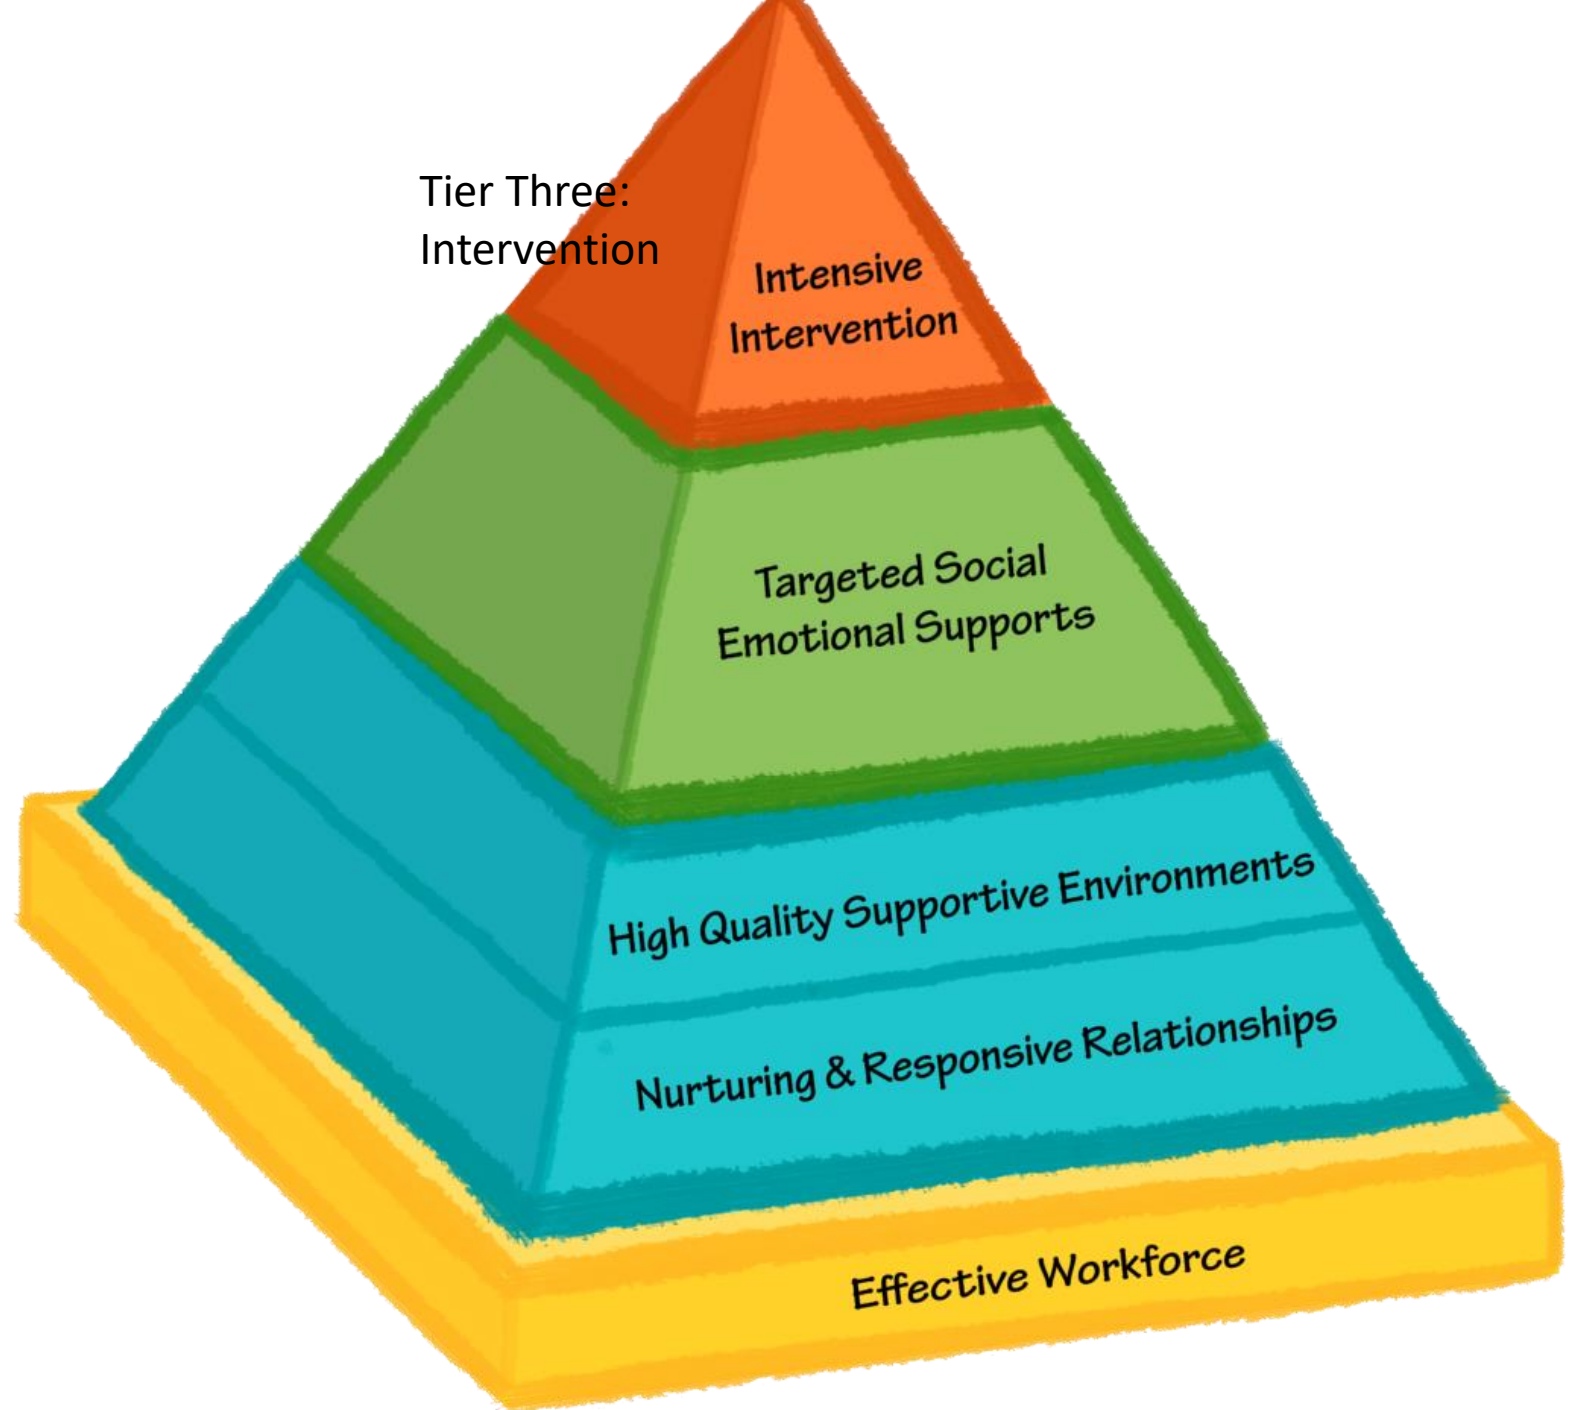 Tier Three:
Intervention
Intensive
Intervention
Targeted Social
Emotional Supports
High Quality Supportive Environments
Nurturing & Responsive Relationships
Effective Workforce